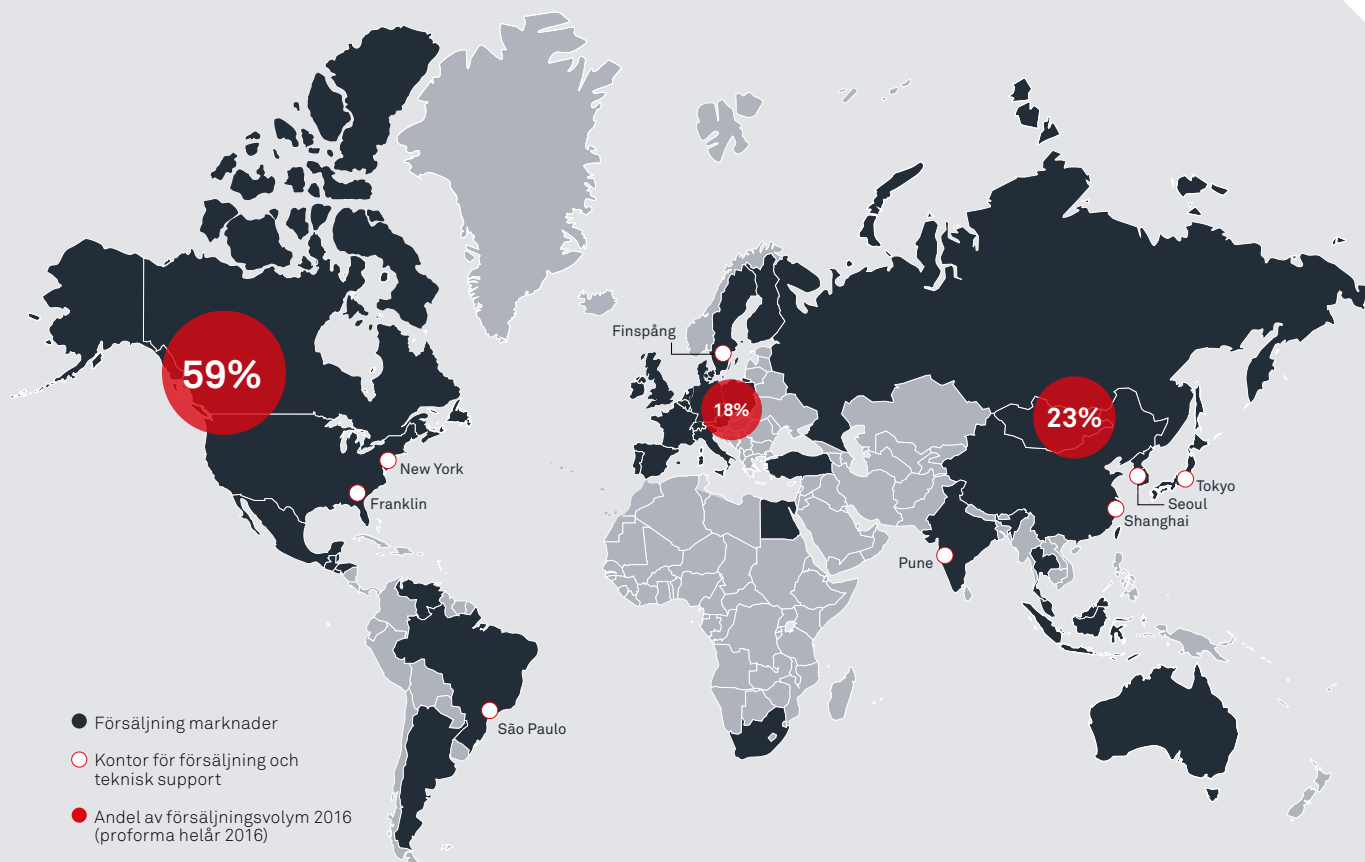 59%
18%
23%
Finspång
New York
Franklin
São Paulo
Pune
Tokyo
Seoul
Shanghai
Försäljning marknader
Kontor för försäljning och
teknisk support
Andel av försäljningsvolym 2016
(proforma helår 2016)